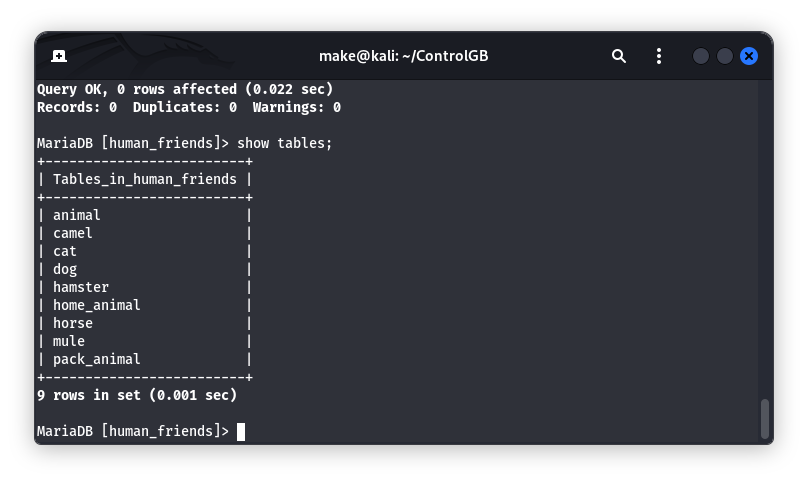 make@kali: ~/ControlGB
Query OK, 0 rows affected (0.022 sec)
Records: 0  Duplicates: 0  Warnings: 0
MariaDB [human_friends]> show tables;
+-------------------------+
| Tables_in_human_friends |
+-------------------------+
| animal                  |
| camel                   |
| cat                     |
| dog                     |
| hamster                 |
| home_animal             |
| horse                   |
| mule                    |
| pack_animal             |
+-------------------------+
9 rows in set (0.001 sec)
MariaDB [human_friends]>